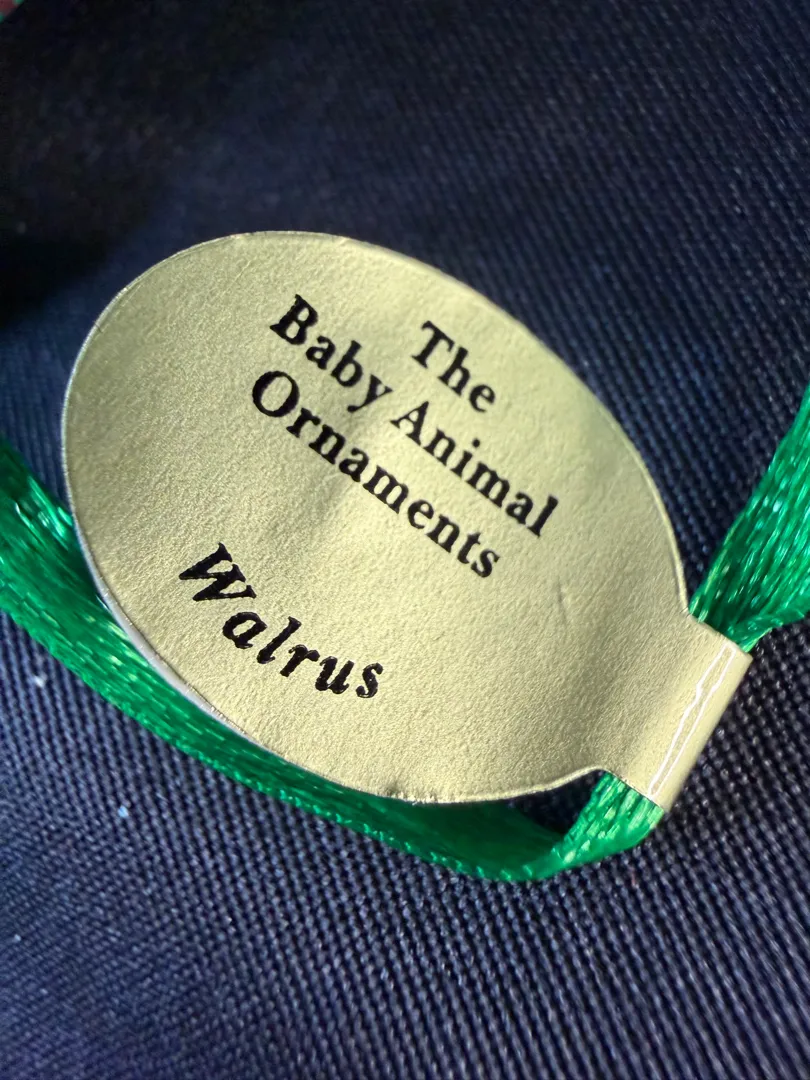 The
Baby Animal
Ornaments
Walrus